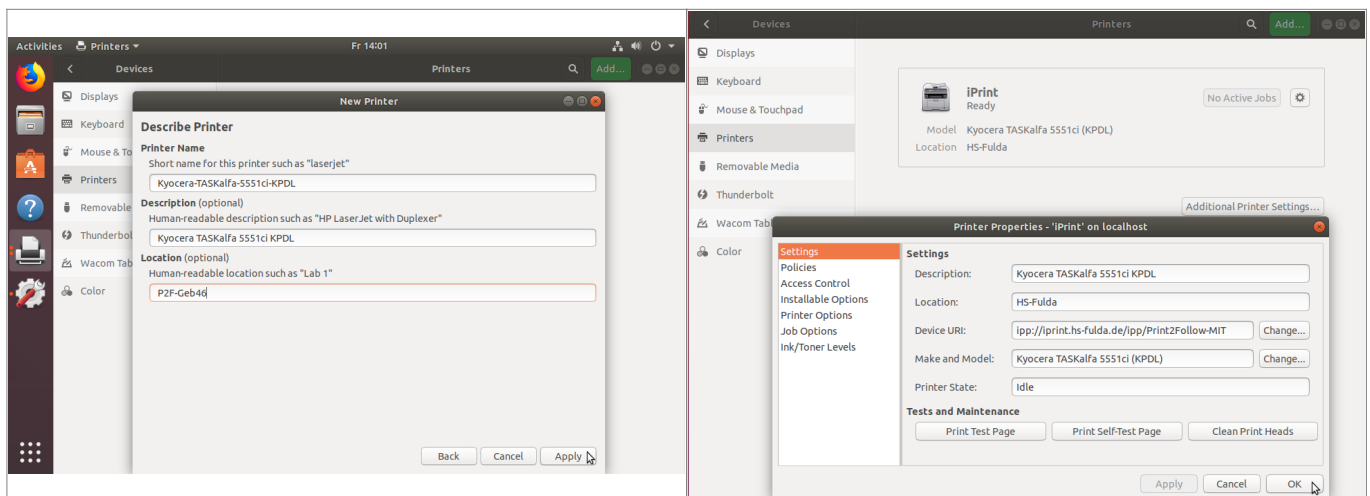 Activities Printers Fr 14:01
Devices Printers Add...
Displays
Keyboard
Mouse & To
Printers
Removable
Thunderbol
Wacom Tab
Color
New Printer
Describe Printer
Printer Name
Short name for this printer such as "laserjet"
Kyocera-TASKalfa-5551ci-KPDL
Description (optional)
Human-readable description such as "HP LaserJet with Duplexer"
Kyocera TASKalfa 5551ci KPDL
Location (optional)
Human-readable location such as "Lab 1"
P2F-Geb46
Back Cancel Apply
Devices Printers Add...
Displays
Keyboard
Mouse & Touchpad
Printers
Removable Media
Thunderbolt
Wacom Tabl
Color
iPrint
Ready
No Active Jobs
Model Kyocera TASKalfa 5551ci (KPDL)
Location HS-Fulda
Additional Printer Settings...
Printer Properties - 'iPrint' on localhost
Settings
Policies
Access Control
Installable Options
Printer Options
Job Options
Ink/Toner Levels
Settings
Description: Kyocera TASKalfa 5551ci KPDL
Location: HS-Fulda
Device URI: ipp://iprint.hs-fulda.de/ipp/Print2Follow-MIT Change...
Make and Model: Kyocera TASKalfa 5551ci (KPDL) Change...
Printer State: Idle
Tests and Maintenance
Print Test Page Print Self-Test Page Clean Print Heads
Apply Cancel OK